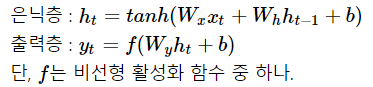 은닉층 : h_t = tanh(W_x x_t + W_h h_{t−1} + b)
출력층 : y_t = f(W_y h_t + b)
단, f는 비선형 활성화 함수 중 하나.